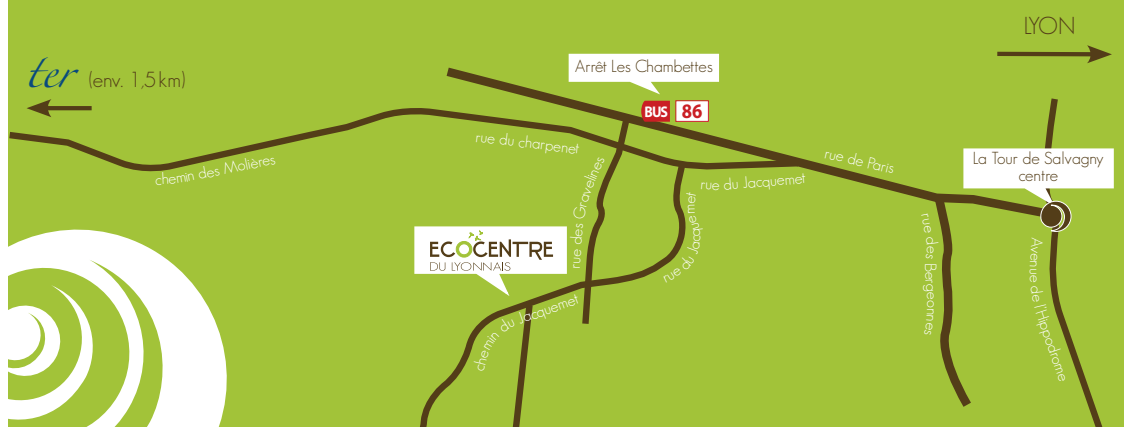 LYON
ter (env. 1,5 km)
Arrêt Les Chambettes
BUS 86
rue du charpenet
rue de Paris
La Tour de Salvagny
centre
chemin des Molières
rue du Jacquemet
rue des Gravelines
rue du Jacquemet
rue des Bergeonnes
Avenue de l'Hippodrome
ECOCENTRE
DU LYONNAIS
chemin du Jacquemet